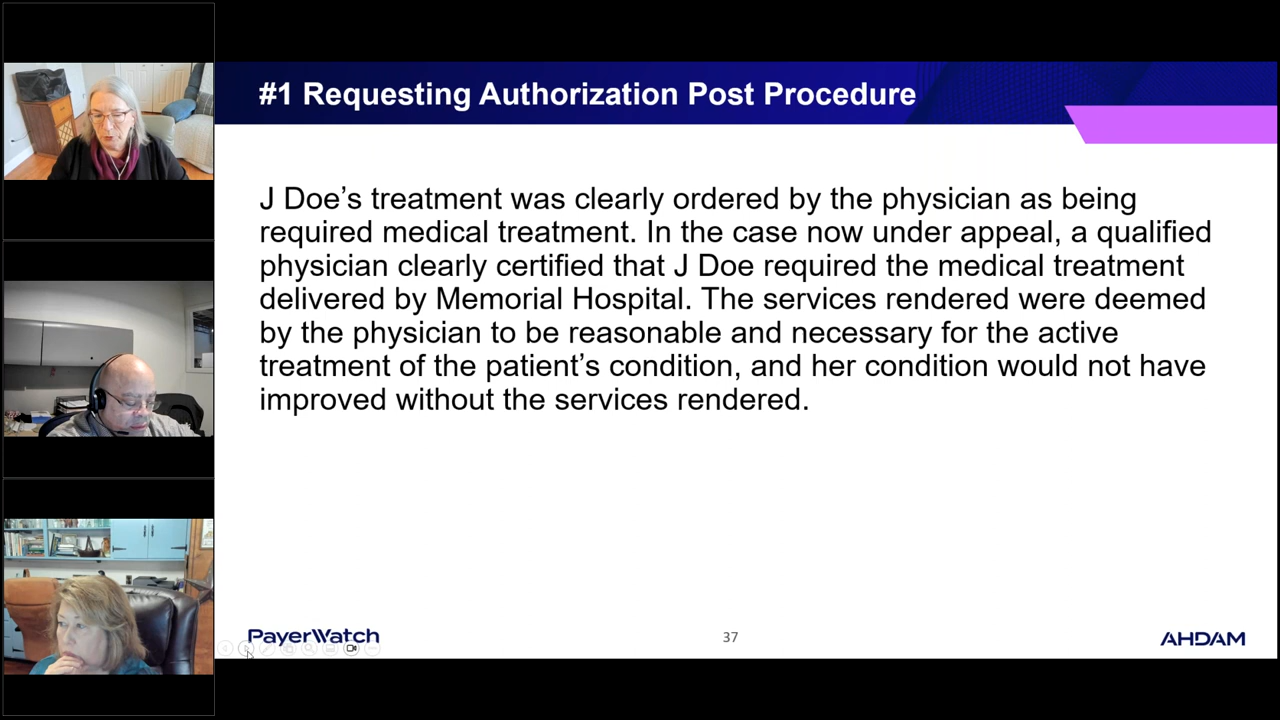 #1 Requesting Authorization Post Procedure
J Doe’s treatment was clearly ordered by the physician as being
required medical treatment. In the case now under appeal, a qualified
physician clearly certified that J Doe required the medical treatment
delivered by Memorial Hospital. The services rendered were deemed
by the physician to be reasonable and necessary for the active
treatment of the patient’s condition, and her condition would not have
improved without the services rendered.
PayerWatch
37
AHDAM